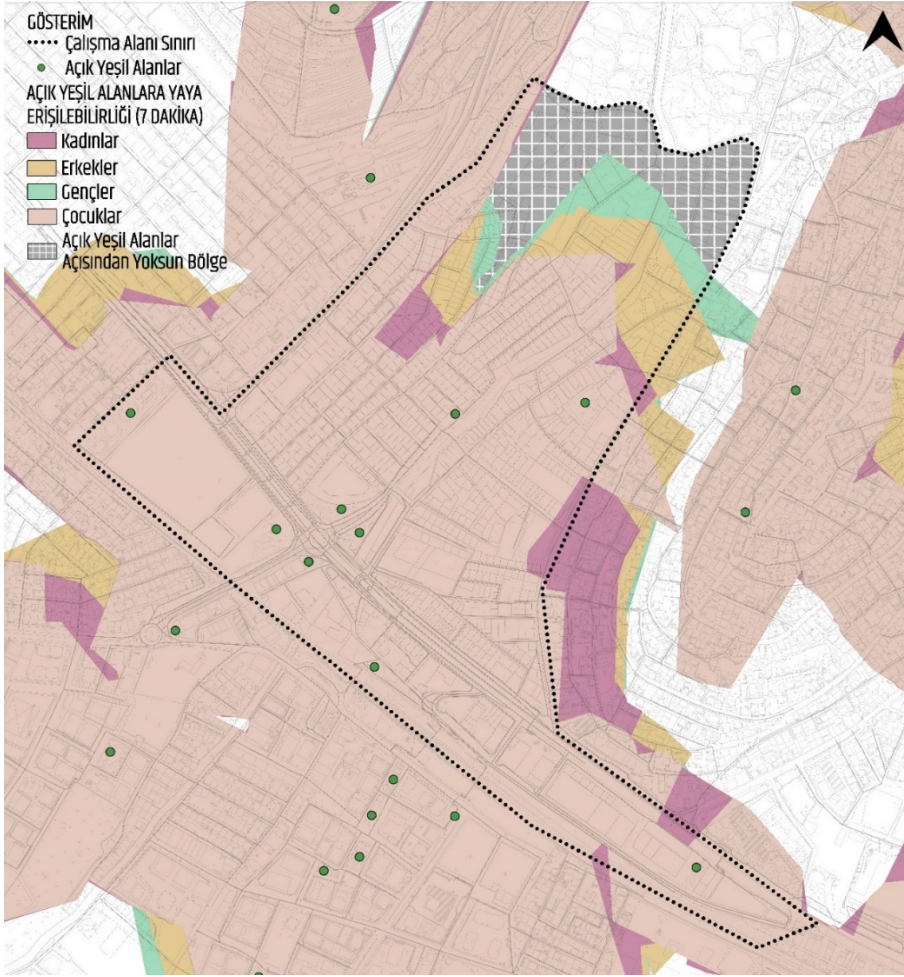 GÖSTERİM
Çalışma Alanı Sınırı
Açık Yeşil Alanlar
AÇIK YEŞİL ALANLARA YAYA
ERİŞİLEBİLİRLİĞİ (7 DAKİKA)
Kadınlar
Erkekler
Gençler
Çocuklar
Açık Yeşil Alanlar
Açısından Yoksun Bölge